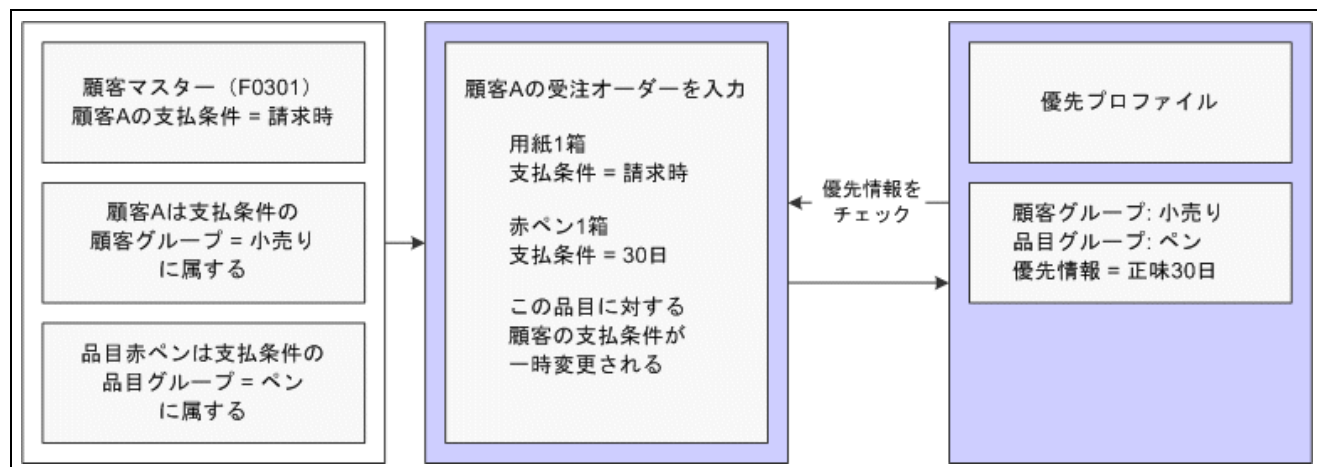 顧客マスター（F0301）
顧客Aの支払条件 = 請求時
顧客Aは支払条件の
顧客グループ = 小売り
に属する
品目赤ペンは支払条件の
品目グループ = ペン
に属する
顧客Aの受注オーダーを入力
用紙1箱
支払条件 = 請求時
赤ペン1箱
支払条件 = 30日
この品目に対する
顧客の支払条件が
一時変更される
優先情報を
チェック
優先プロファイル
顧客グループ: 小売り
品目グループ: ペン
優先情報 = 正味30日